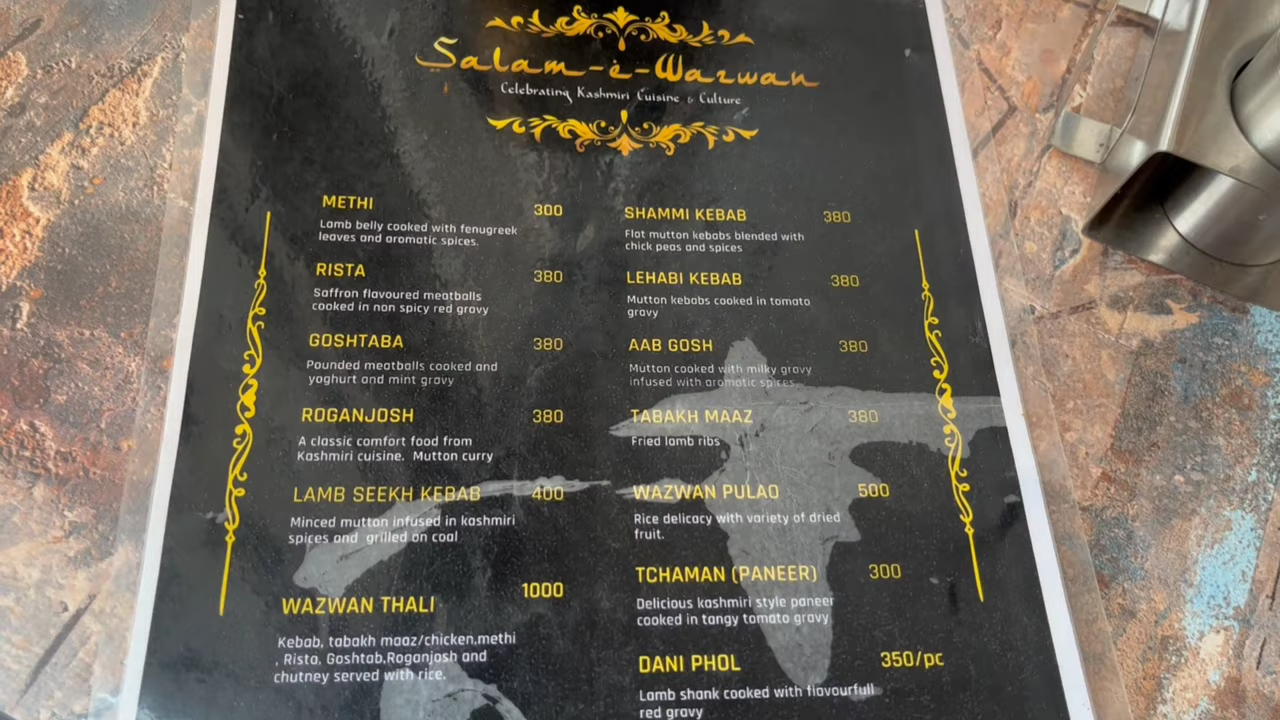 Salam-e-Wazwan
Celebrating Kashmiri Cuisine & Culture
METHI 300
Lamb belly cooked with fenugreek
leaves and aromatic spices.
RISTA 380
Saffron flavoured meatballs
cooked in non spicy red gravy
GOSHTABA 380
Pounded meatballs cooked and
yoghurt and mint gravy
ROGANJOSH 380
A classic comfort food from
Kashmiri cuisine. Mutton curry
LAMB SEEKH KEBAB 400
Minced mutton infused in kashmiri
spices and grilled on coal
WAZWAN THALI 1000
Kebab, tabakh maaz/chicken,methi
, Rista, Goshtab,Roganjosh and
chutney served with rice.
SHAMMI KEBAB 380
Flat mutton kebabs blended with
chick peas and spices
LEHABI KEBAB 380
Mutton kebabs cooked in tomato
gravy
AAB GOSH 380
Mutton cooked with milky gravy
infused with aromatic spices
TABAKH MAAZ 380
Fried lamb ribs
WAZWAN PULAO 500
Rice delicacy with variety of dried
fruit.
TCHAMAN (PANEER) 300
Delicious kashmiri style paneer
cooked in tangy tomato gravy
DANI PHOL 350/pc
Lamb shank cooked with flavourfull
red gravy